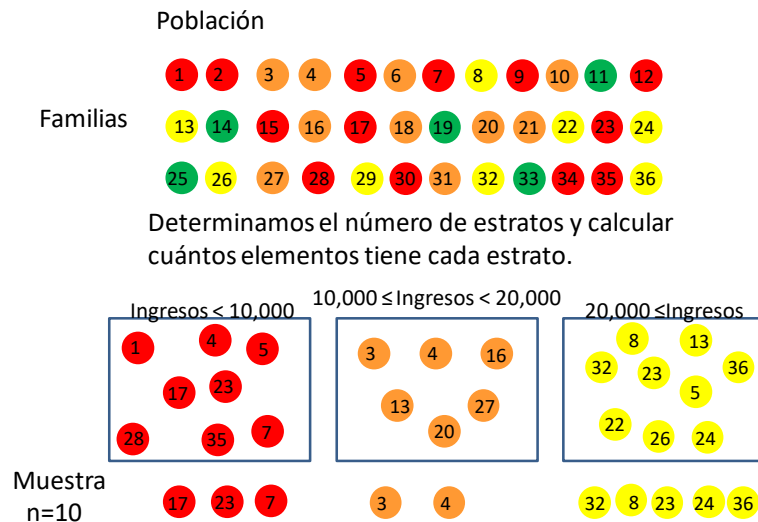 Población
1 2 3 4 5 6 7 8 9 10 11 12
Familias
13 14 15 16 17 18 19 20 21 22 23 24
25 26 27 28 29 30 31 32 33 34 35 36
Determinamos el número de estratos y calcular
cuántos elementos tiene cada estrato.
Ingresos < 10,000
10,000 ≤ Ingresos < 20,000
20,000 ≤Ingresos
1 4 5
17 23
28 35 7
3 4 16
13 27
20
8 13
32 23 36
5
22 26 24
Muestra
n=10
17 23 7
3 4
32 8 23 24 36